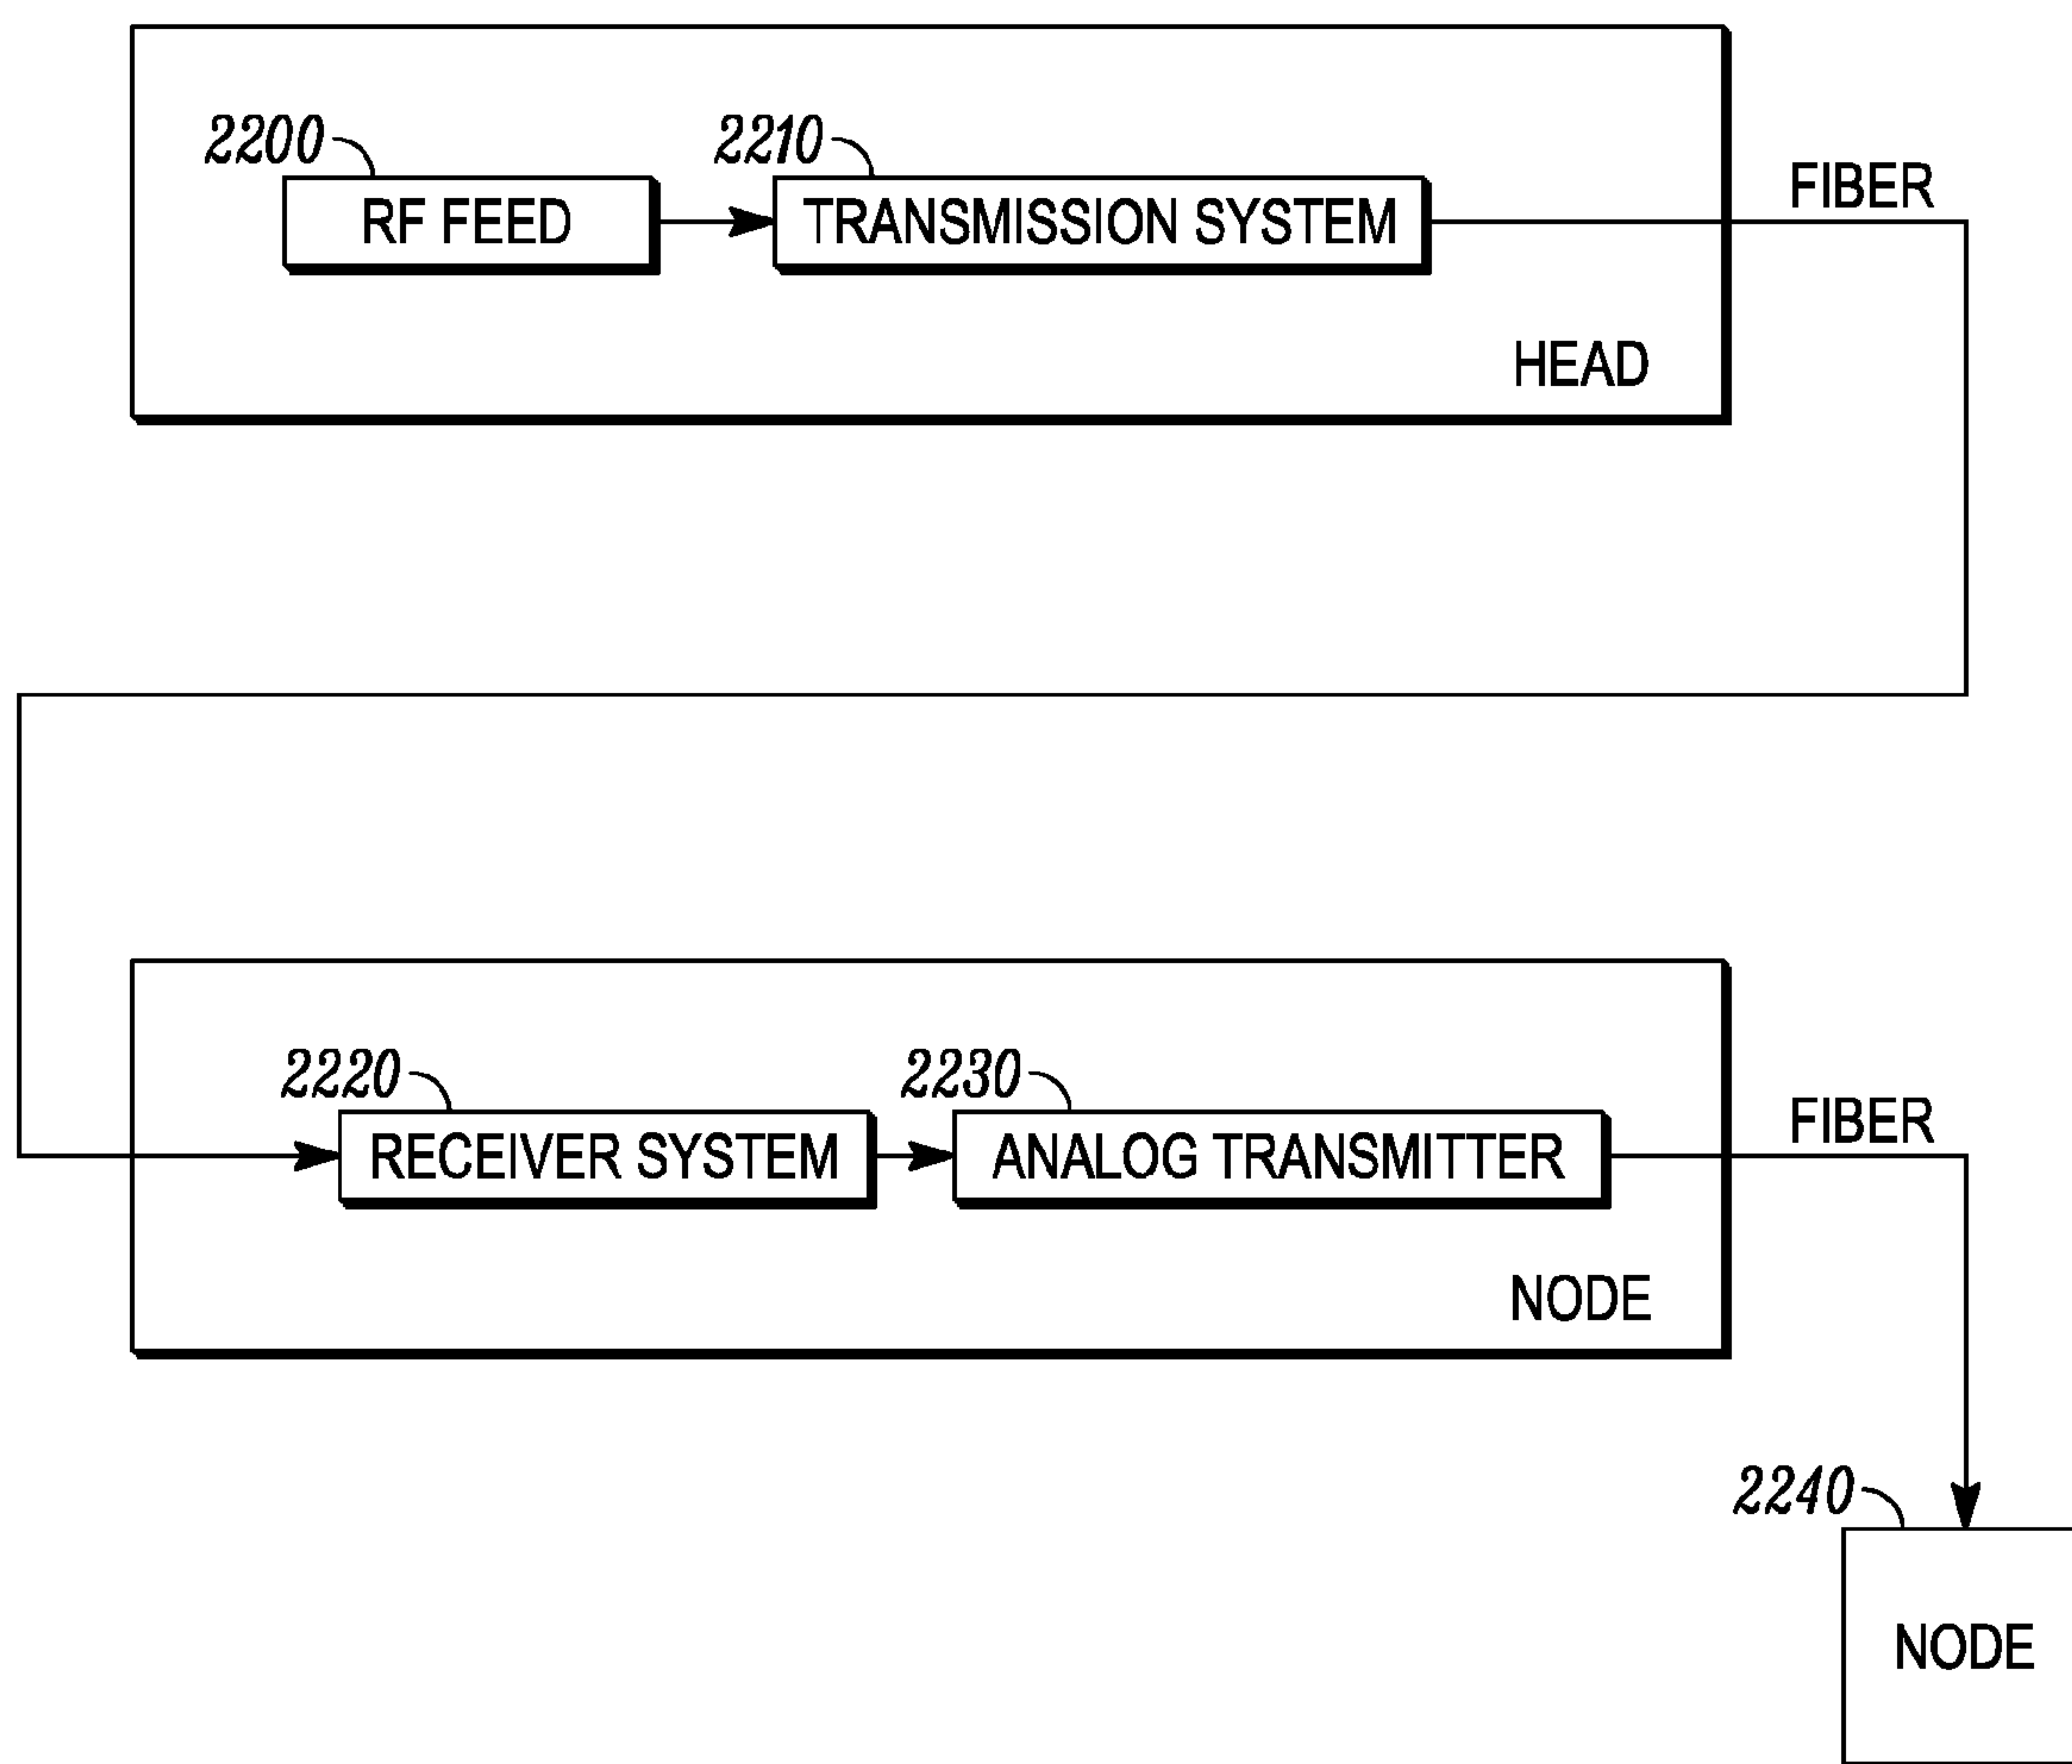 2200
2210
RF FEED
TRANSMISSION SYSTEM
FIBER
HEAD
2220
2230
RECEIVER SYSTEM
ANALOG TRANSMITTER
FIBER
NODE
2240
NODE